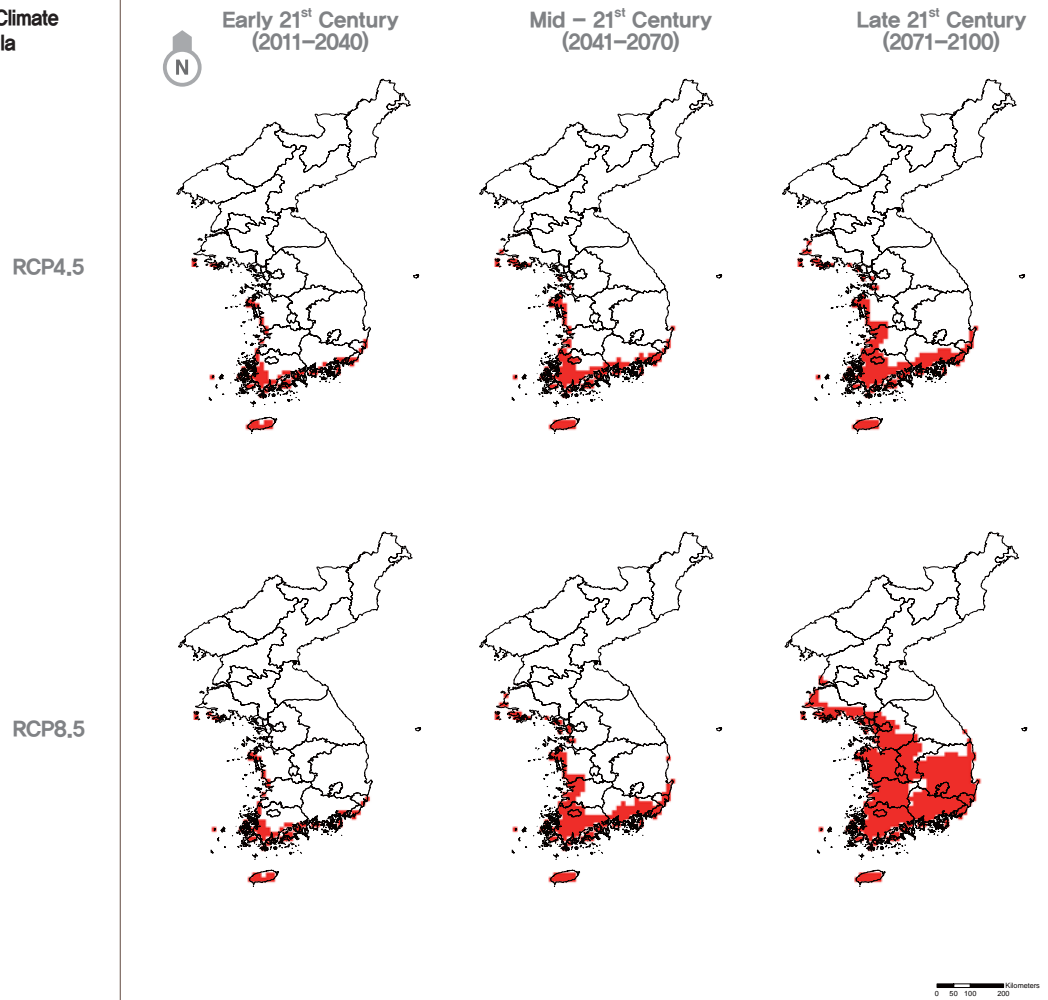 Climate
la
Early 21st Century
(2011–2040)
Mid – 21st Century
(2041–2070)
Late 21st Century
(2071–2100)
N
RCP4.5
RCP8.5
Kilometers
0 50 100 200